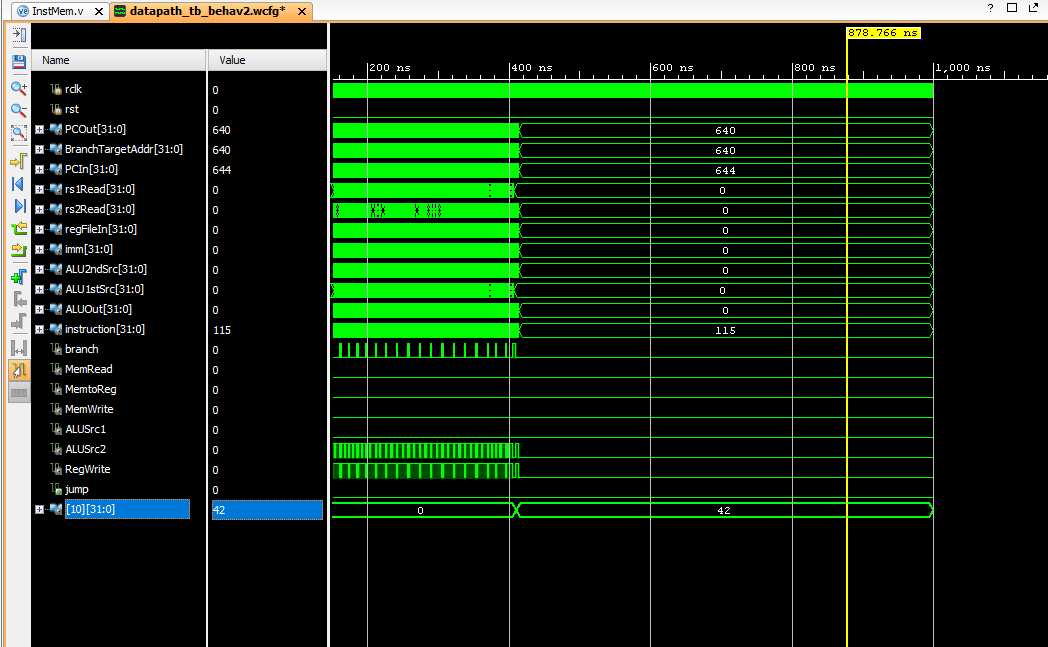 InstMem.v
datapath_tb_behav2.wcfg*
?
878.766 ns
Name Value
200 ns 400 ns 600 ns 800 ns 1,000 ns
rclk 0
rst 0
PCOut[31:0] 640 640
BranchTargetAddr[31:0] 640 640
PCIn[31:0] 644 644
rs1Read[31:0] 0 0
rs2Read[31:0] 0 0
regFileIn[31:0] 0 0
imm[31:0] 0 0
ALU2ndSrc[31:0] 0 0
ALU1stSrc[31:0] 0 0
ALUOut[31:0] 0 0
instruction[31:0] 115 115
branch 0
MemRead 0
MemtoReg 0
MemWrite 0
ALUSrc1 0
ALUSrc2 0
RegWrite 0
jump 0
[10][31:0] 42 0 42